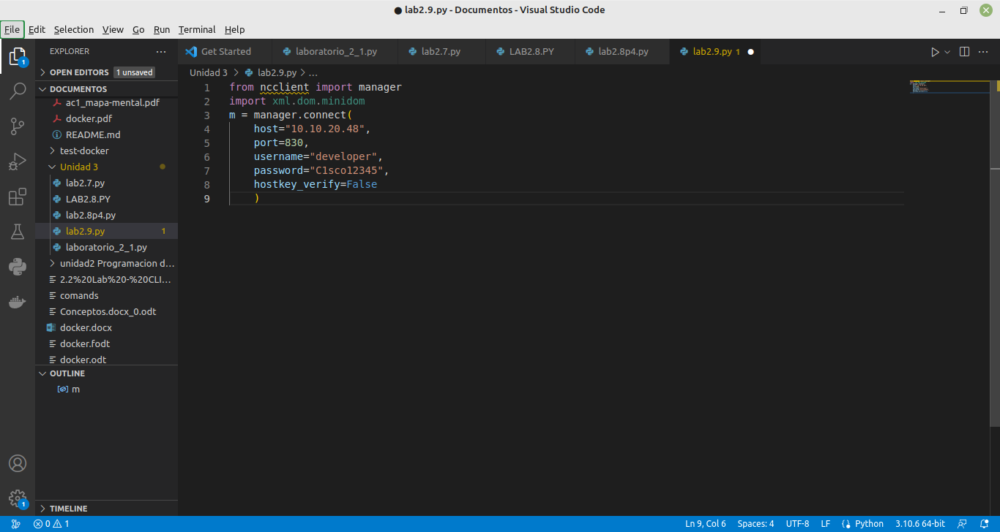 lab2.9.py - Documentos - Visual Studio Code
File Edit Selection View Go Run Terminal Help
EXPLORER ...
Get Started laboratorio_2_1.py lab2.7.py LAB2.8.PY lab2.8p4.py lab2.9.py 1
OPEN EDITORS 1 unsaved
DOCUMENTOS
ac1_mapa-mental.pdf
docker.pdf
README.md
test-docker
Unidad 3
lab2.7.py
LAB2.8.PY
lab2.8p4.py
lab2.9.py 1
laboratorio_2_1.py
unidad2 Programacion d...
2.2%20Lab%20-%20CLI...
comands
Conceptos.docx_0.odt
docker.docx
docker.fodt
docker.odt
OUTLINE
m
TIMELINE
1
1
Unidad 3 > lab2.9.py > ...
1 from ncclient import manager
2 import xml.dom.minidom
3 m = manager.connect(
4 host="10.10.20.48",
5 port=830,
6 username="developer",
7 password="C1sco12345",
8 hostkey_verify=False
9 )
0 1 Ln 9, Col 6 Spaces: 4 UTF-8 LF Python 3.10.6 64-bit